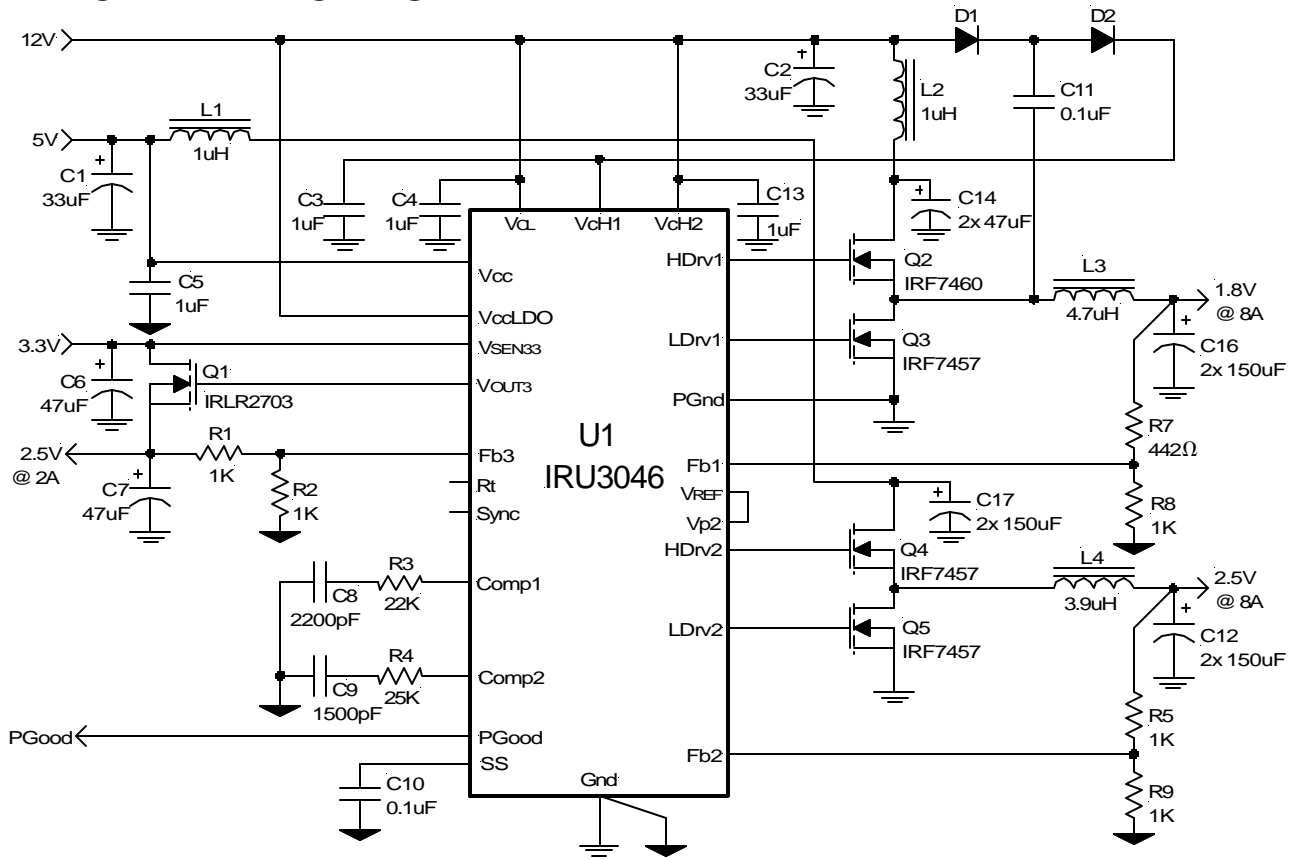 12V
5V
C1
33uF
L1
1uH
C2
33uF
D1
D2
L2
1uH
C11
0.1uF
C3
1uF
C4
1uF
C13
1uF
C14
2x 47uF
VCL
VcH1
VcH2
C5
1uF
Vcc
VccLDO
3.3V
VSEN33
C6
47uF
Q1
IRLR2703
VOUT3
2.5V
@ 2A
R1
1K
Fb3
C7
47uF
R2
1K
Rt
Sync
R3
22K
Comp1
C8
2200pF
R4
25K
Comp2
C9
1500pF
PGood
PGood
SS
C10
0.1uF
Gnd
U1
IRU3046
HDrv1
Q2
IRF7460
LDrv1
Q3
IRF7457
PGnd
Fb1
VREF
Vp2
HDrv2
Q4
IRF7457
LDrv2
Q5
IRF7457
Fb2
L3
4.7uH
1.8V
@ 8A
C16
2x 150uF
R7
442Ω
R8
1K
C17
2x 150uF
L4
3.9uH
2.5V
@ 8A
C12
2x 150uF
R5
1K
R9
1K